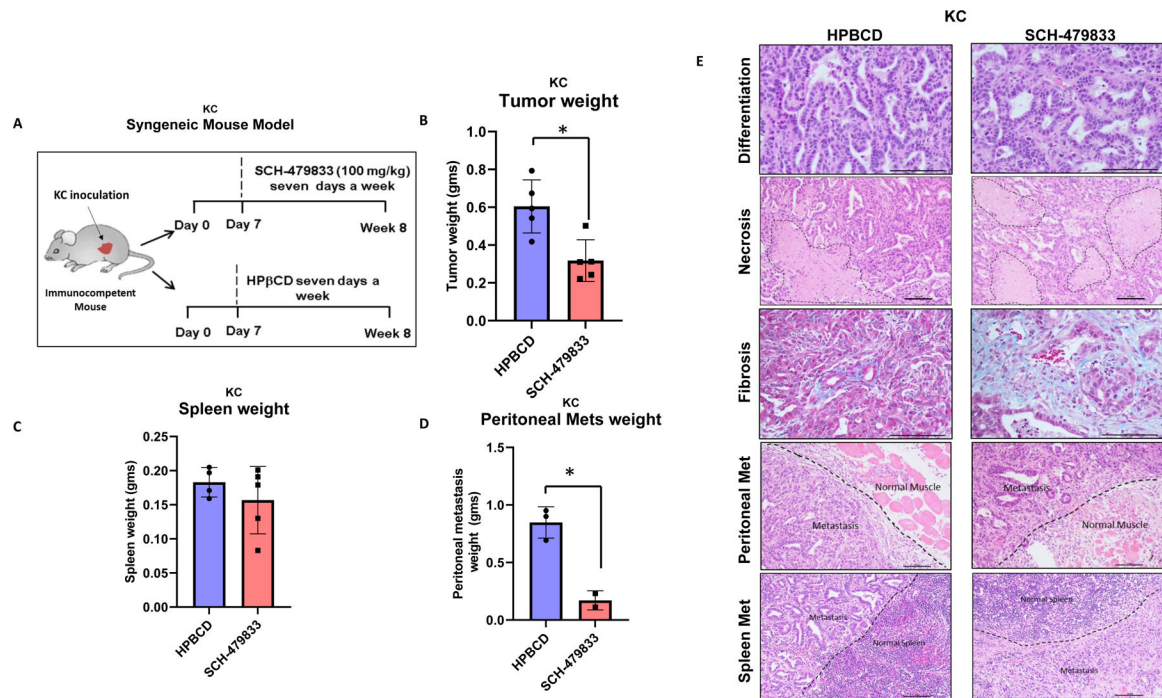 A
KC
Syngeneic Mouse Model
KC inoculation
Immunocompetent
Mouse
SCH-479833 (100 mg/kg)
seven days a week
Day 0
Day 7
Week 8
HPβCD seven days a
week
Day 0
Day 7
Week 8
B
KC
Tumor weight
*
Tumor weight (gms)
0.8
0.6
0.4
0.2
0.0
HPBCD
SCH-479833
C
KC
Spleen weight
Spleen weight (gms)
0.25
0.20
0.15
0.10
0.05
0.00
HPBCD
SCH-479833
D
KC
Peritoneal Mets weight
*
Peritoneal metastasis
weight (gms)
1.5
1.0
0.5
0.0
HPBCD
SCH-479833
E
KC
HPBCD
SCH-479833
Differentiation
Necrosis
Fibrosis
Peritoneal Met
Normal Muscle
Metastasis
Metastasis
Normal Muscle
Spleen Met
Metastasis
Normal Spleen
Normal Spleen
Metastasis